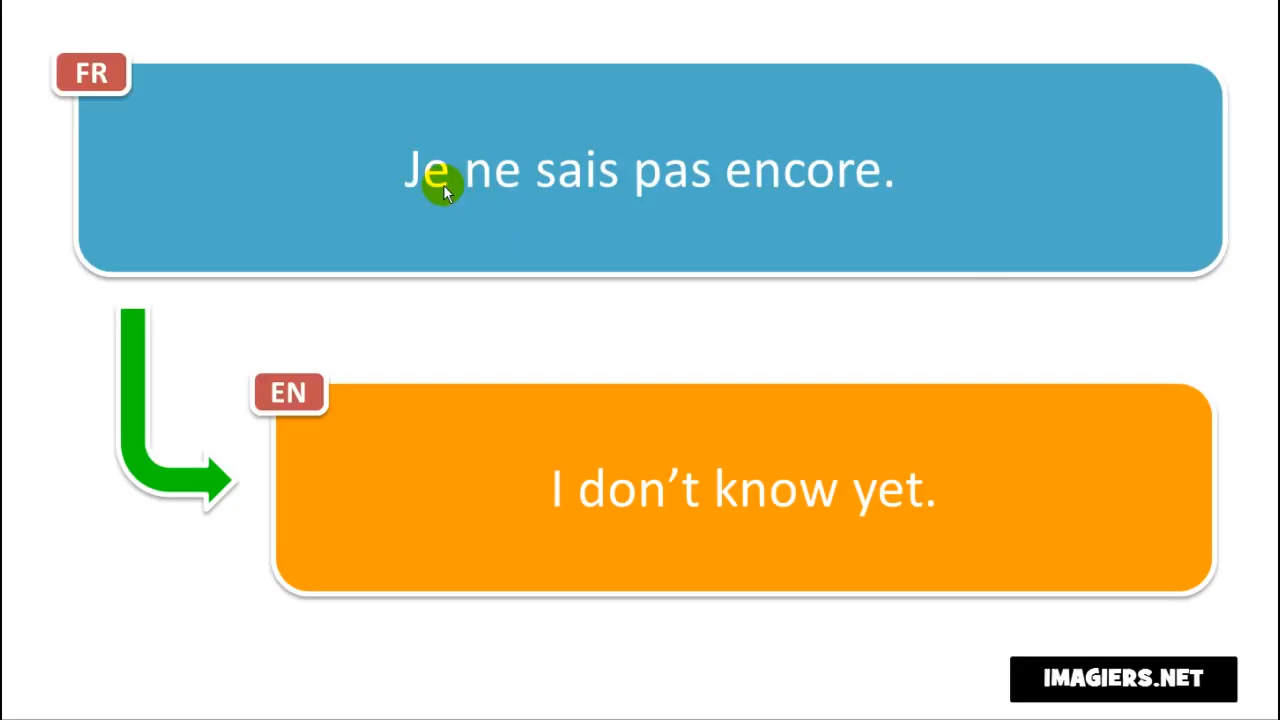 FR
Je ne sais pas encore.
EN
I don’t know yet.
IMAGIERS.NET